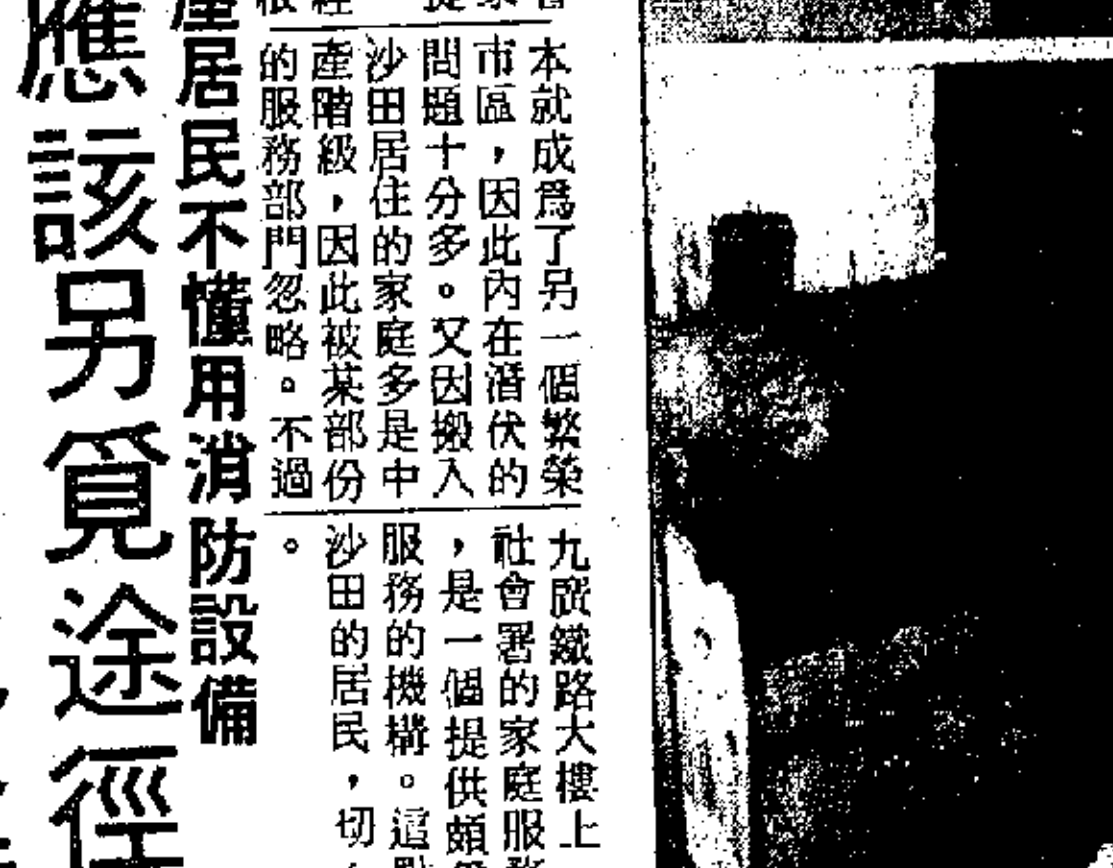 本就成爲了另一個繁榮
市區，因此內在潛伏的
問題十分多。又因搬入
沙田居住的家庭多是中
產階級，因此被某部份
的服務部門忽略。不過
九廣鐵路大樓上
社會署的家庭服
，是一個提供頗
服務的機構。這
沙田的居民，切
。
居民不懂用消防設備
應該另覓途徑